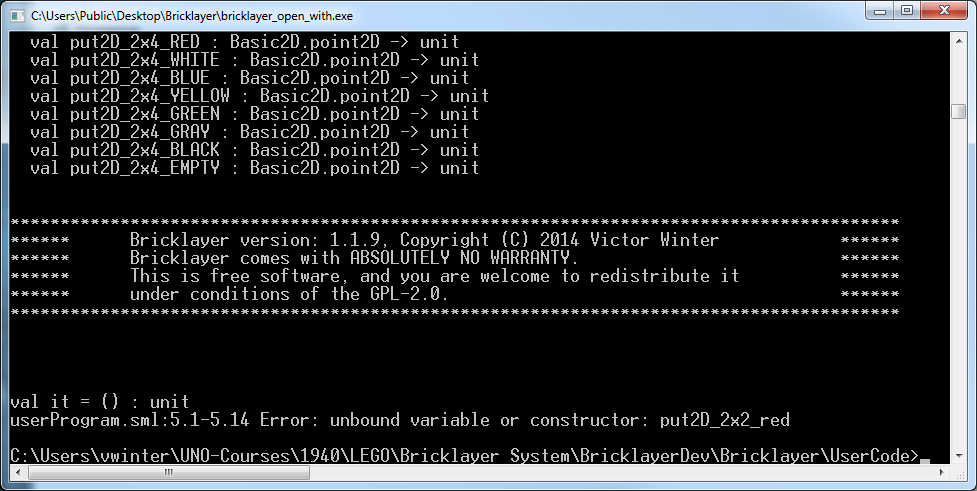 C:\Users\Public\Desktop\Bricklayer\bricklayer_open_with.exe
val put2D_2x4_RED : Basic2D.point2D -> unit
val put2D_2x4_WHITE : Basic2D.point2D -> unit
val put2D_2x4_BLUE : Basic2D.point2D -> unit
val put2D_2x4_YELLOW : Basic2D.point2D -> unit
val put2D_2x4_GREEN : Basic2D.point2D -> unit
val put2D_2x4_GRAY : Basic2D.point2D -> unit
val put2D_2x4_BLACK : Basic2D.point2D -> unit
val put2D_2x4_EMPTY : Basic2D.point2D -> unit
*****************************************************************************************
****** Bricklayer version: 1.1.9, Copyright (C) 2014 Victor Winter ******
****** Bricklayer comes with ABSOLUTELY NO WARRANTY. ******
****** This is free software, and you are welcome to redistribute it ******
****** under conditions of the GPL-2.0. ******
*****************************************************************************************
val it = () : unit
userProgram.sml:5.1-5.14 Error: unbound variable or constructor: put2D_2x2_red
C:\Users\vwinter\UNO-Courses\1940\LEGO\Bricklayer System\BricklayerDev\Bricklayer\UserCode>_